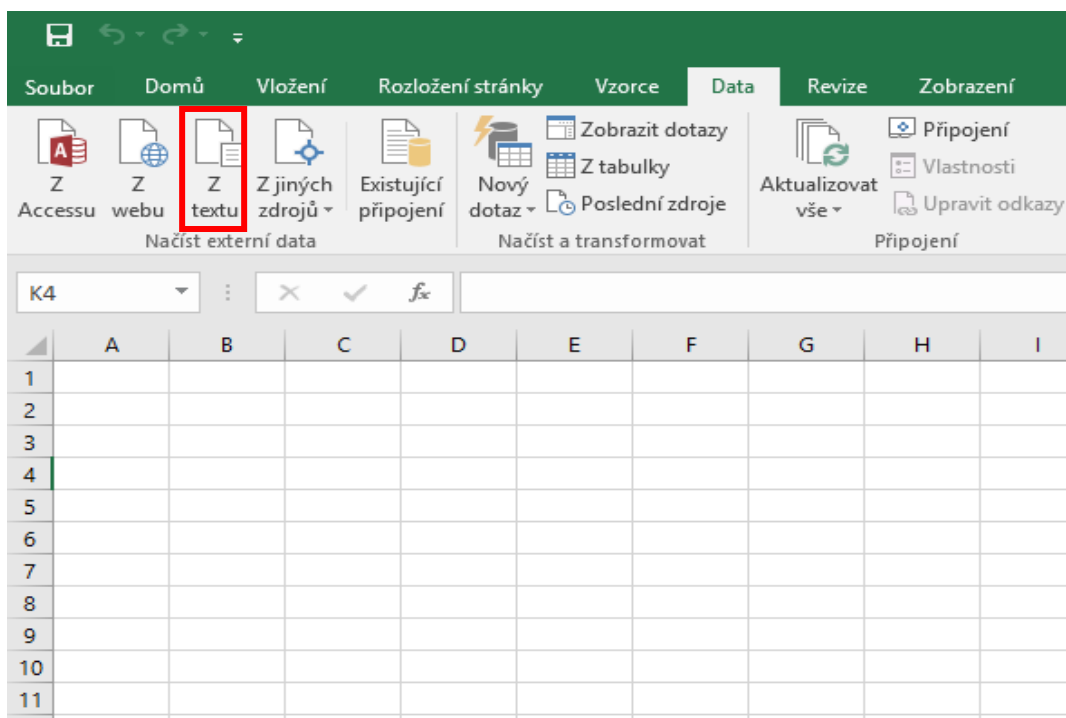 Soubor Domů Vložení Rozložení stránky Vzorce Data Revize Zobrazení
Z Accessu
Z webu
Z textu
Z jiných zdrojů
Existující připojení
Načíst externí data
Nový dotaz
Zobrazit dotazy
Z tabulky
Poslední zdroje
Načíst a transformovat
Aktualizovat vše
Připojení
Vlastnosti
Upravit odkazy
Připojení
K4 fx
A B C D E F G H I
1
2
3
4
5
6
7
8
9
10
11